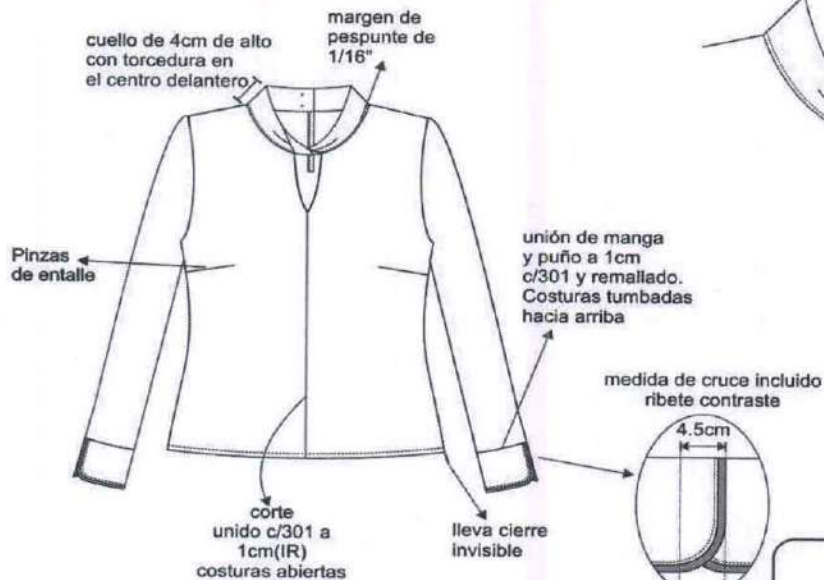 cuello de 4cm de alto
con torcedura en
el centro delantero
margen de
pespunte de
1/16"
Pinzas
de entalle
unión de manga
y puño a 1cm
c/301 y remallado.
Costuras tumbadas
hacia arriba
medida de cruce incluido
ribete contraste
4.5cm
corte
unido c/301 a
1cm(IR)
costuras abiertas
lleva cierre
invisible